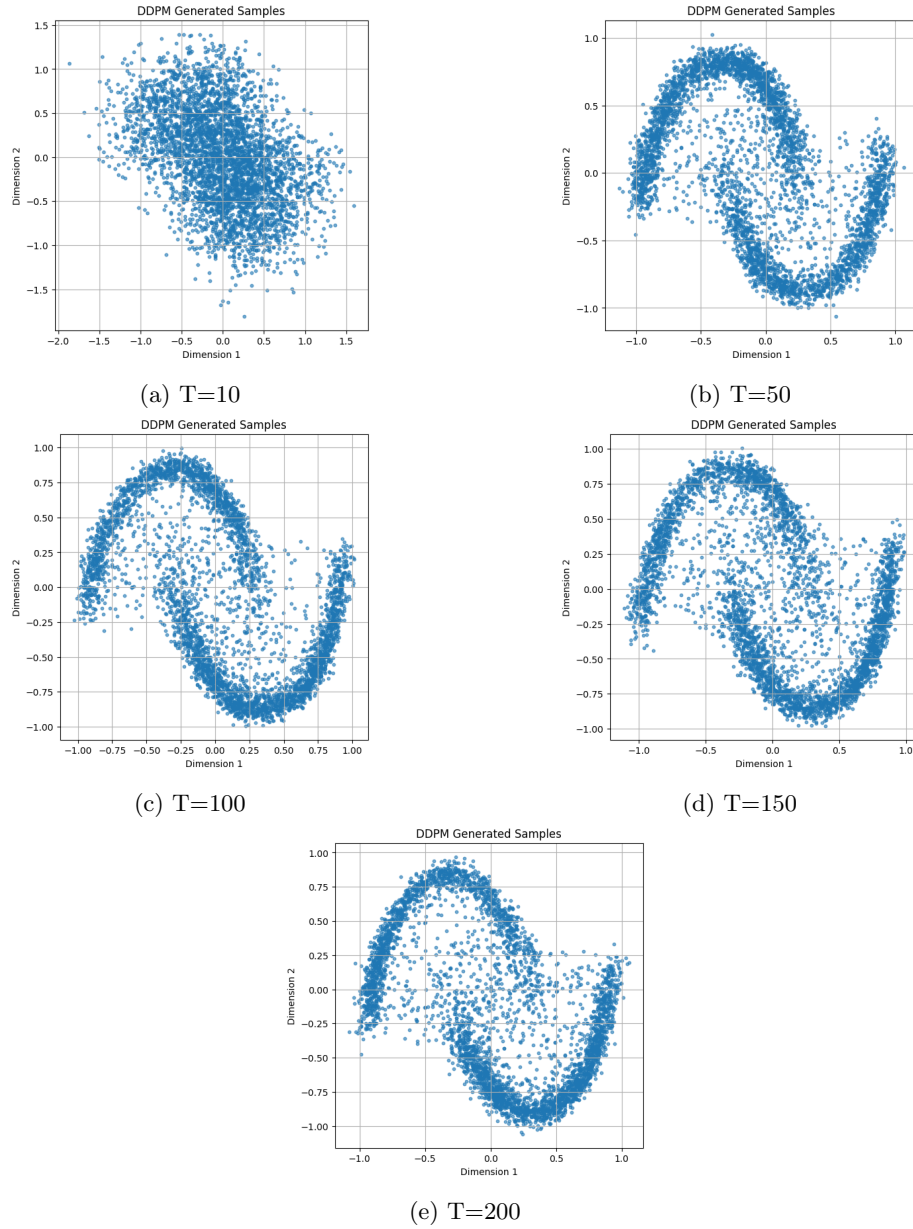 DDPM Generated Samples
1.5
1.0
0.5
0.0
−0.5
−1.0
−1.5
Dimension 2
−2.0 −1.5 −1.0 −0.5 0.0 0.5 1.0 1.5
Dimension 1
(a) T=10
DDPM Generated Samples
1.0
0.5
0.0
−0.5
−1.0
Dimension 2
−1.0 −0.5 0.0 0.5 1.0
Dimension 1
(b) T=50
DDPM Generated Samples
1.00
0.75
0.50
0.25
0.00
−0.25
−0.50
−0.75
−1.00
Dimension 2
−1.00 −0.75 −0.50 −0.25 0.00 0.25 0.50 0.75 1.00
Dimension 1
(c) T=100
DDPM Generated Samples
1.00
0.75
0.50
0.25
0.00
−0.25
−0.50
−0.75
−1.00
Dimension 2
−1.0 −0.5 0.0 0.5 1.0
Dimension 1
(d) T=150
DDPM Generated Samples
1.00
0.75
0.50
0.25
0.00
−0.25
−0.50
−0.75
−1.00
Dimension 2
−1.0 −0.5 0.0 0.5 1.0
Dimension 1
(e) T=200